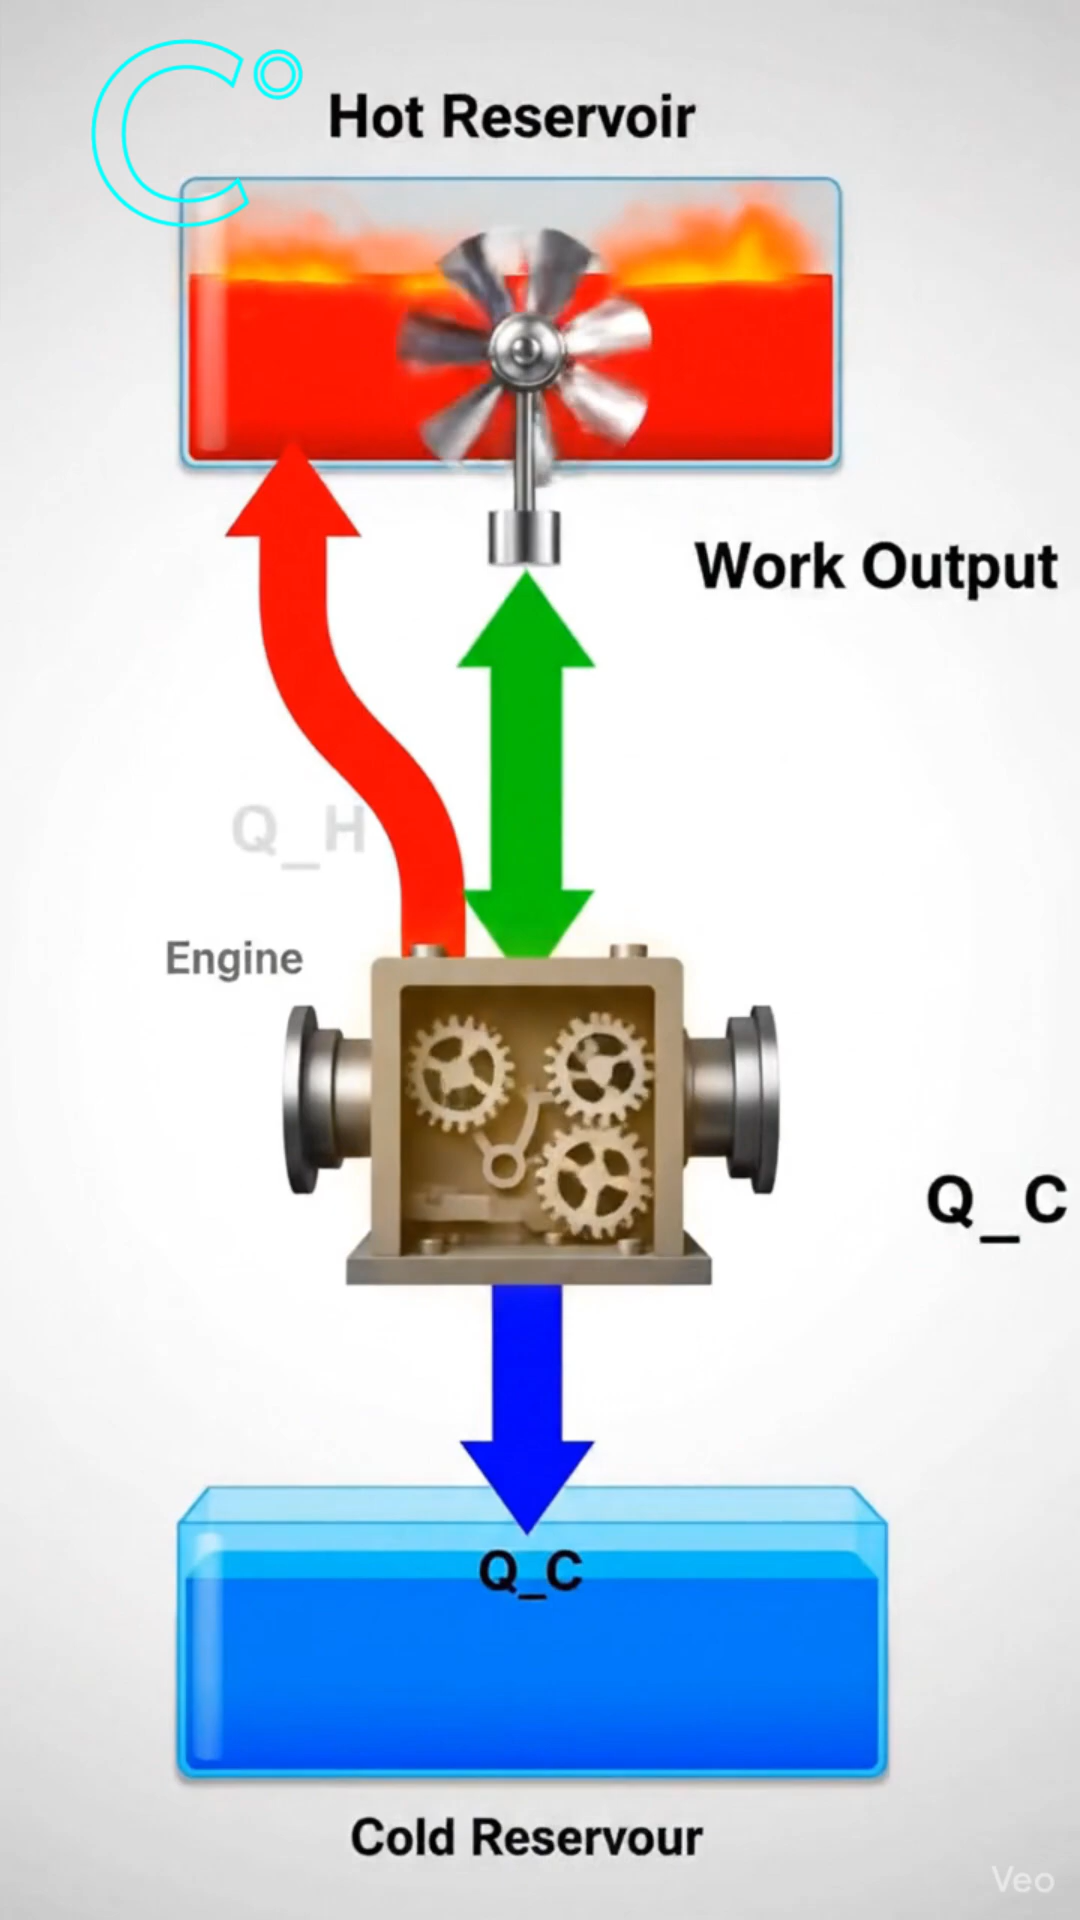 C°
Hot Reservoir
Work Output
Q_H
Engine
Q_C
Q_C
Cold Reservour
Veo